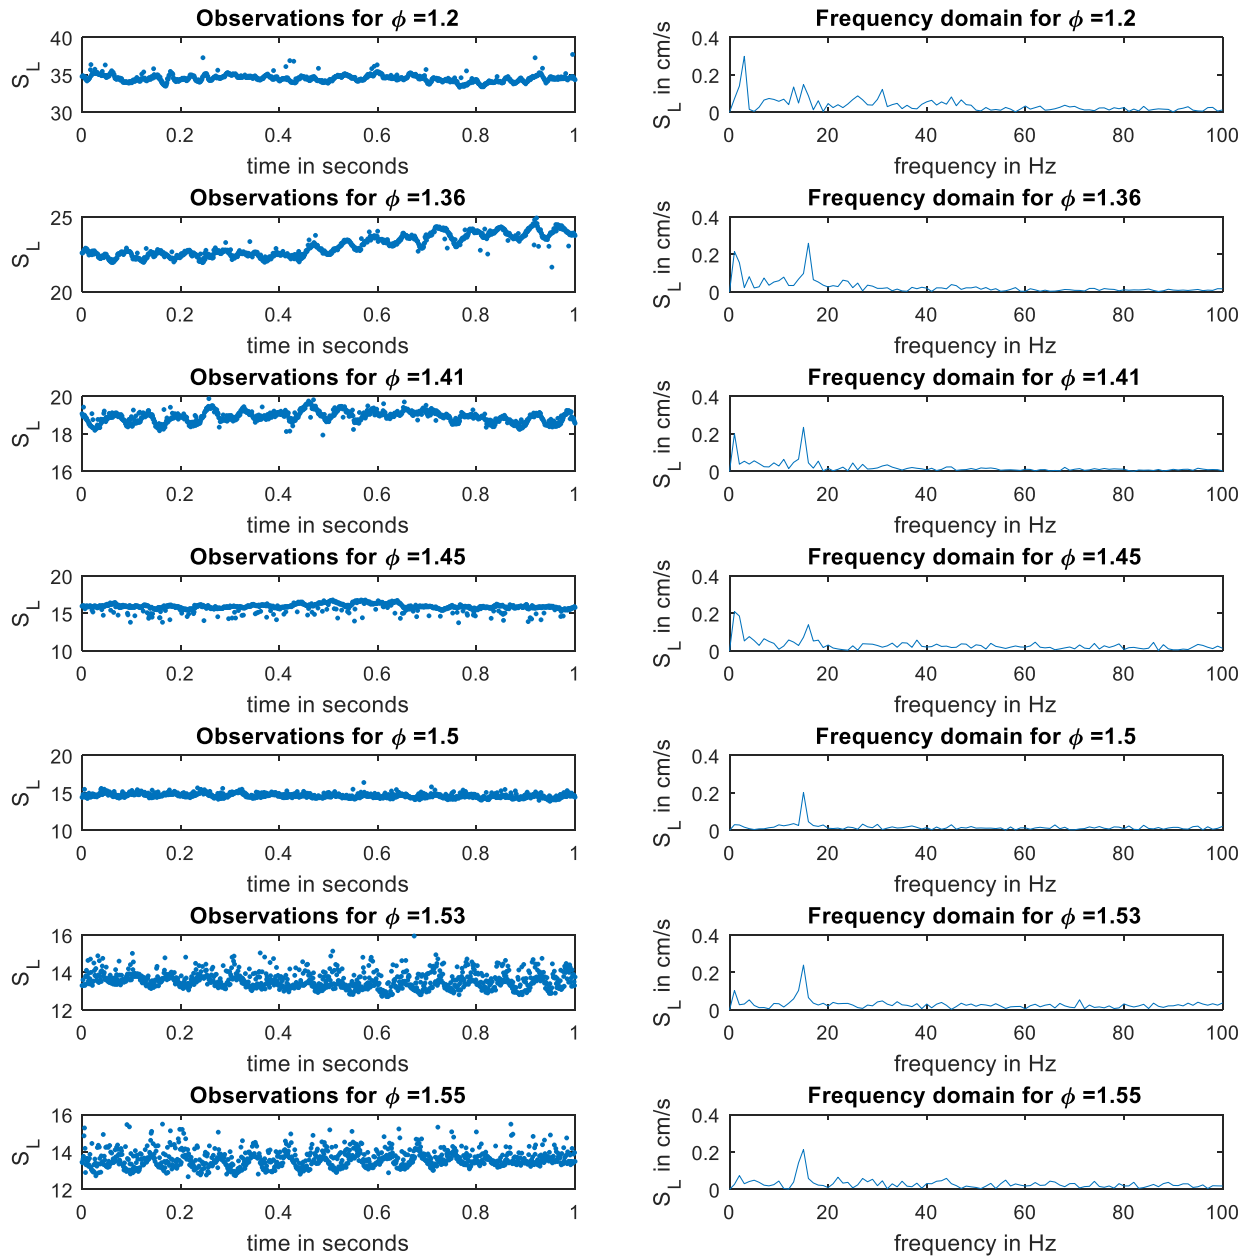 Observations for ϕ =1.2
S_L
40
35
30
0 0.2 0.4 0.6 0.8 1
time in seconds
Frequency domain for ϕ =1.2
S_L in cm/s
0.4
0.2
0
0 20 40 60 80 100
frequency in Hz
Observations for ϕ =1.36
S_L
25
20
0 0.2 0.4 0.6 0.8 1
time in seconds
Frequency domain for ϕ =1.36
S_L in cm/s
0.4
0.2
0
0 20 40 60 80 100
frequency in Hz
Observations for ϕ =1.41
S_L
20
18
16
0 0.2 0.4 0.6 0.8 1
time in seconds
Frequency domain for ϕ =1.41
S_L in cm/s
0.4
0.2
0
0 20 40 60 80 100
frequency in Hz
Observations for ϕ =1.45
S_L
20
15
10
0 0.2 0.4 0.6 0.8 1
time in seconds
Frequency domain for ϕ =1.45
S_L in cm/s
0.4
0.2
0
0 20 40 60 80 100
frequency in Hz
Observations for ϕ =1.5
S_L
20
15
10
0 0.2 0.4 0.6 0.8 1
time in seconds
Frequency domain for ϕ =1.5
S_L in cm/s
0.4
0.2
0
0 20 40 60 80 100
frequency in Hz
Observations for ϕ =1.53
S_L
16
14
12
0 0.2 0.4 0.6 0.8 1
time in seconds
Frequency domain for ϕ =1.53
S_L in cm/s
0.4
0.2
0
0 20 40 60 80 100
frequency in Hz
Observations for ϕ =1.55
S_L
16
14
12
0 0.2 0.4 0.6 0.8 1
time in seconds
Frequency domain for ϕ =1.55
S_L in cm/s
0.4
0.2
0
0 20 40 60 80 100
frequency in Hz